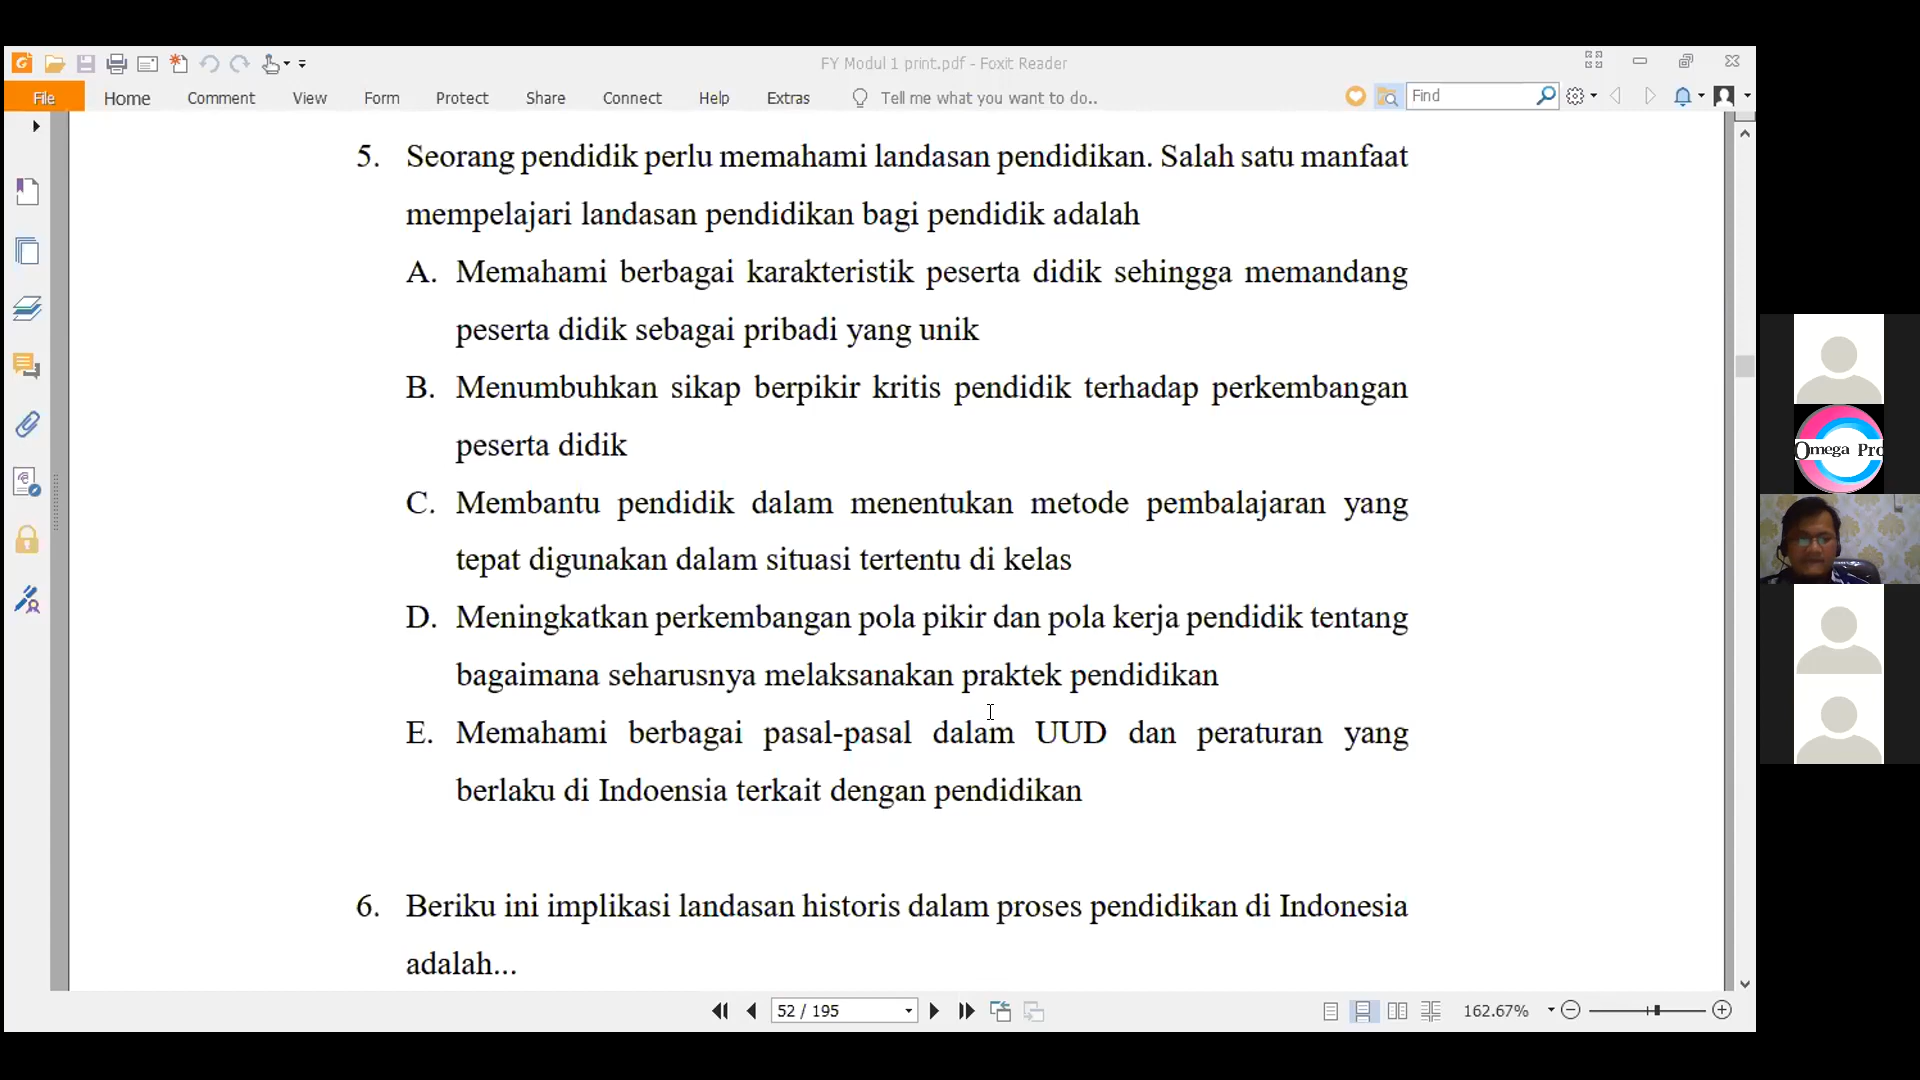 FY Modul 1 print.pdf - Foxit Reader
File Home Comment View Form Protect Share Connect Help Extras Tell me what you want to do.. Find
5. Seorang pendidik perlu memahami landasan pendidikan. Salah satu manfaat
mempelajari landasan pendidikan bagi pendidik adalah
A. Memahami berbagai karakteristik peserta didik sehingga memandang
peserta didik sebagai pribadi yang unik
B. Menumbuhkan sikap berpikir kritis pendidik terhadap perkembangan
peserta didik
C. Membantu pendidik dalam menentukan metode pembalajaran yang
tepat digunakan dalam situasi tertentu di kelas
D. Meningkatkan perkembangan pola pikir dan pola kerja pendidik tentang
bagaimana seharusnya melaksanakan praktek pendidikan
E. Memahami berbagai pasal-pasal dalam UUD dan peraturan yang
berlaku di Indoensia terkait dengan pendidikan
6. Beriku ini implikasi landasan historis dalam proses pendidikan di Indonesia
adalah...
52 / 195
162.67%
Omega Pro